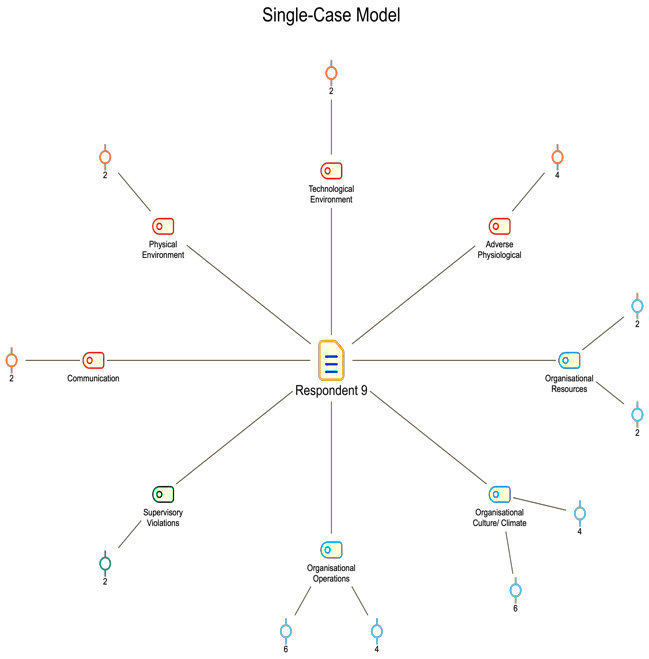 Single-Case Model
2
2
4
Technological
Environment
Physical
Environment
Adverse
Physiological
2
2
Communication
Organisational
Resources
Respondent 9
2
2
Supervisory
Violations
Organisational
Culture/ Climate
4
Organisational
Operations
2
6
6
4